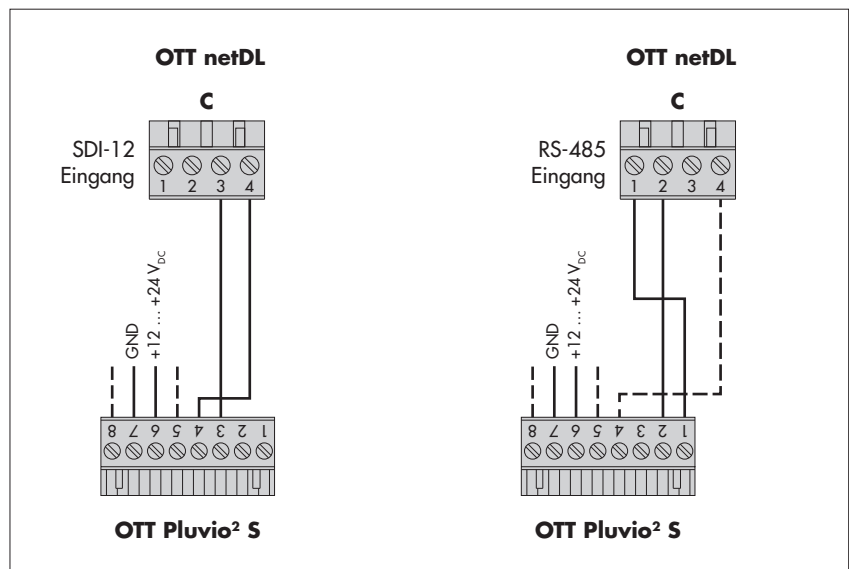 OTT netDL
C
SDI-12
Eingang
1 2 3 4
GND
+12 … +24 VDC
8 7 6 5 4 3 2 1
OTT Pluvio² S
OTT netDL
C
RS-485
Eingang
1 2 3 4
GND
+12 … +24 VDC
8 7 6 5 4 3 2 1
OTT Pluvio² S